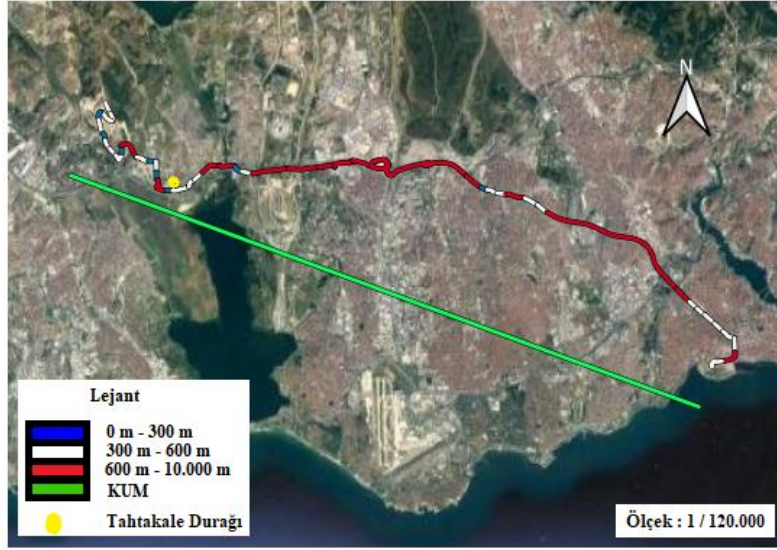 N
Lejant
0 m - 300 m
300 m - 600 m
600 m - 10.000 m
KUM
Tahtakale Durağı
Ölçek : 1 / 120.000